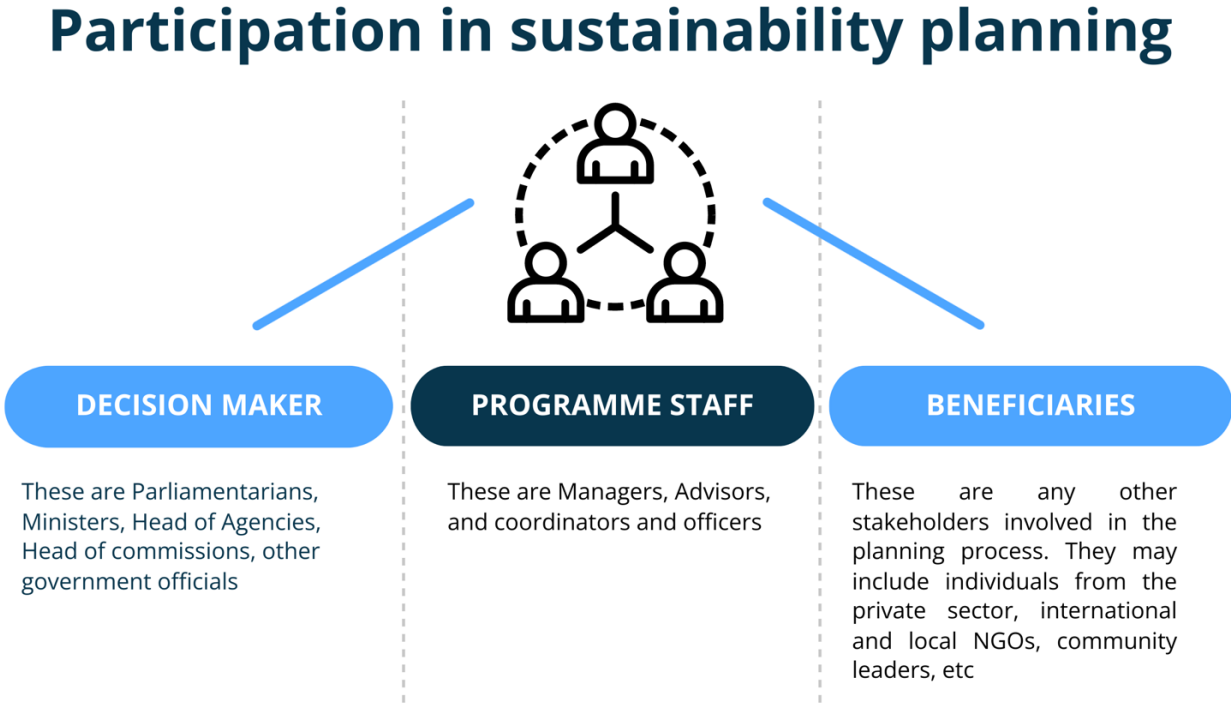 Participation in sustainability planning
DECISION MAKER
These are Parliamentarians,
Ministers, Head of Agencies,
Head of commissions, other
government officials
PROGRAMME STAFF
These are Managers, Advisors,
and coordinators and officers
BENEFICIARIES
These are any other
stakeholders involved in the
planning process. They may
include individuals from the
private sector, international
and local NGOs, community
leaders, etc